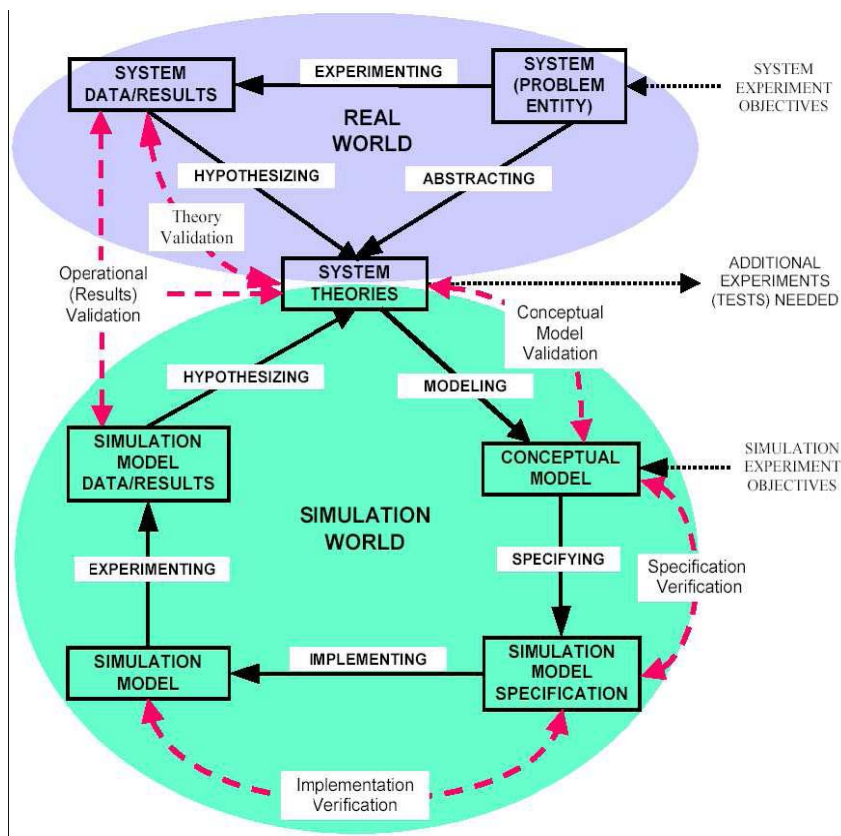 SYSTEM
DATA/RESULTS
EXPERIMENTING
SYSTEM
(PROBLEM
ENTITY)
SYSTEM
EXPERIMENT
OBJECTIVES
REAL
WORLD
HYPOTHESIZING
ABSTRACTING
Theory
Validation
Operational
(Results)
Validation
SYSTEM
THEORIES
ADDITIONAL
EXPERIMENTS
(TESTS) NEEDED
Conceptual
Model
Validation
HYPOTHESIZING
MODELING
SIMULATION
MODEL
DATA/RESULTS
CONCEPTUAL
MODEL
SIMULATION
EXPERIMENT
OBJECTIVES
SIMULATION
WORLD
EXPERIMENTING
SPECIFYING
Specification
Verification
SIMULATION
MODEL
IMPLEMENTING
SIMULATION
MODEL
SPECIFICATION
Implementation
Verification